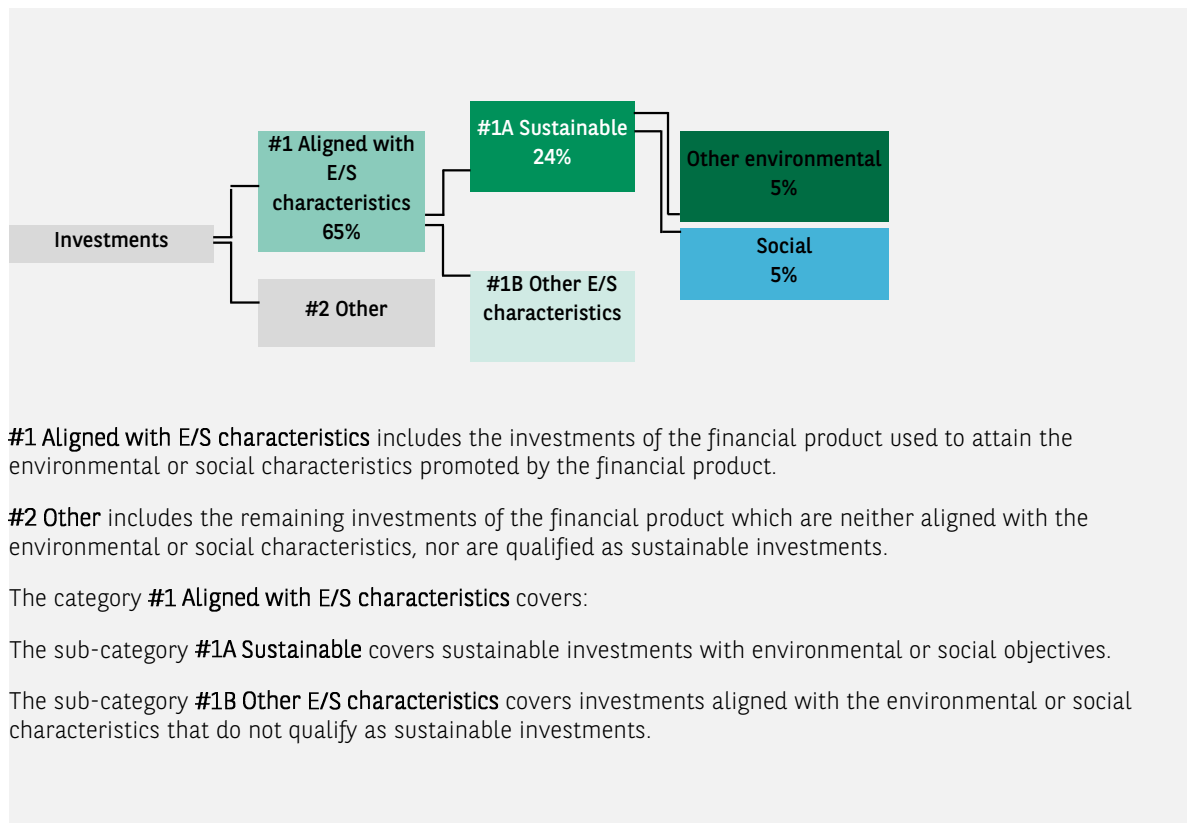 Investments
#1 Aligned with
E/S
characteristics
65%
#2 Other
#1A Sustainable
24%
#1B Other E/S
characteristics
Other environmental
5%
Social
5%
#1 Aligned with E/S characteristics includes the investments of the financial product used to attain the
environmental or social characteristics promoted by the financial product.
#2 Other includes the remaining investments of the financial product which are neither aligned with the
environmental or social characteristics, nor are qualified as sustainable investments.
The category #1 Aligned with E/S characteristics covers:
The sub-category #1A Sustainable covers sustainable investments with environmental or social objectives.
The sub-category #1B Other E/S characteristics covers investments aligned with the environmental or social
characteristics that do not qualify as sustainable investments.